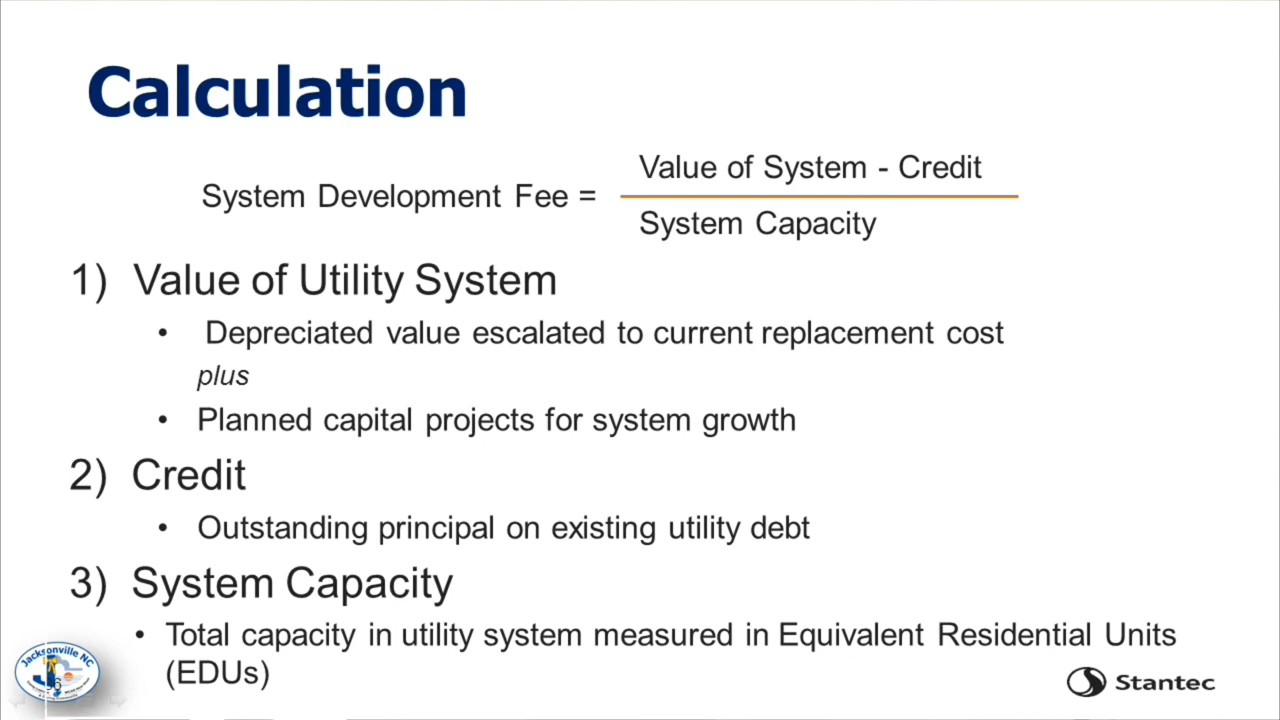 Calculation
System Development Fee =
Value of System - Credit
System Capacity
1) Value of Utility System
• Depreciated value escalated to current replacement cost
plus
• Planned capital projects for system growth
2) Credit
• Outstanding principal on existing utility debt
3) System Capacity
• Total capacity in utility system measured in Equivalent Residential Units
(EDUs)
Jacksonville NC
Stantec